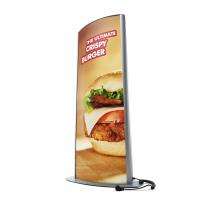 THE ULTIMATE
CRISPY
BURGER